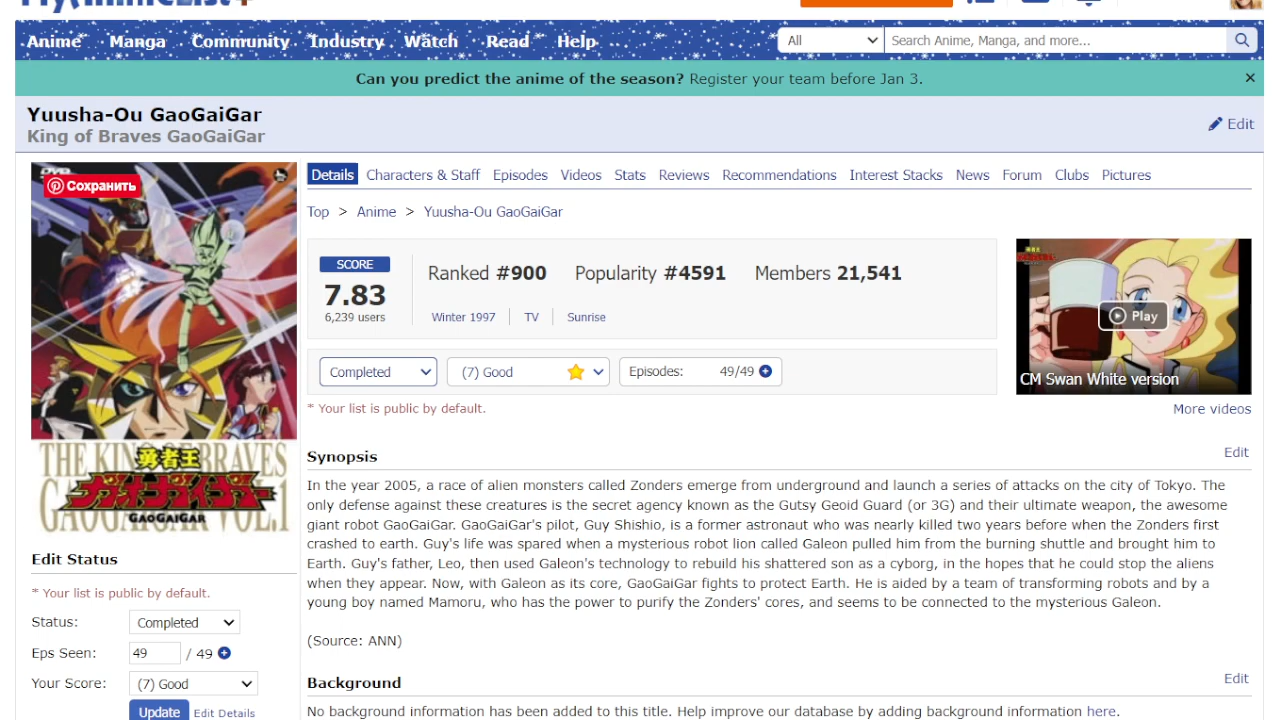 MyAnimeList
Anime Manga Community Industry Watch Read Help All Search Anime, Manga, and more...
Can you predict the anime of the season? Register your team before Jan 3. ×
Yuusha-Ou GaoGaiGar
King of Braves GaoGaiGar
Edit
DVD
Сохранить
THE KING OF BRAVES
勇者王
ガオガイガー
GAOGAIGAR VOL.1
Details Characters & Staff Episodes Videos Stats Reviews Recommendations Interest Stacks News Forum Clubs Pictures
Top > Anime > Yuusha-Ou GaoGaiGar
SCORE
7.83
6,239 users
Ranked #900 Popularity #4591 Members 21,541
Winter 1997 TV Sunrise
Completed (7) Good Episodes: 49/49
* Your list is public by default.
Play
CM Swan White version
More videos
Synopsis Edit
In the year 2005, a race of alien monsters called Zonders emerge from underground and launch a series of attacks on the city of Tokyo. The
only defense against these creatures is the secret agency known as the Gutsy Geoid Guard (or 3G) and their ultimate weapon, the awesome
giant robot GaoGaiGar. GaoGaiGar's pilot, Guy Shishio, is a former astronaut who was nearly killed two years before when the Zonders first
crashed to earth. Guy's life was spared when a mysterious robot lion called Galeon pulled him from the burning shuttle and brought him to
Earth. Guy's father, Leo, then used Galeon's technology to rebuild his shattered son as a cyborg, in the hopes that he could stop the aliens
when they appear. Now, with Galeon as its core, GaoGaiGar fights to protect Earth. He is aided by a team of transforming robots and by a
young boy named Mamoru, who has the power to purify the Zonders' cores, and seems to be connected to the mysterious Galeon.
(Source: ANN)
Background Edit
No background information has been added to this title. Help improve our database by adding background information here.
Edit Status
* Your list is public by default.
Status: Completed
Eps Seen: 49 / 49
Your Score: (7) Good
Update Edit Details